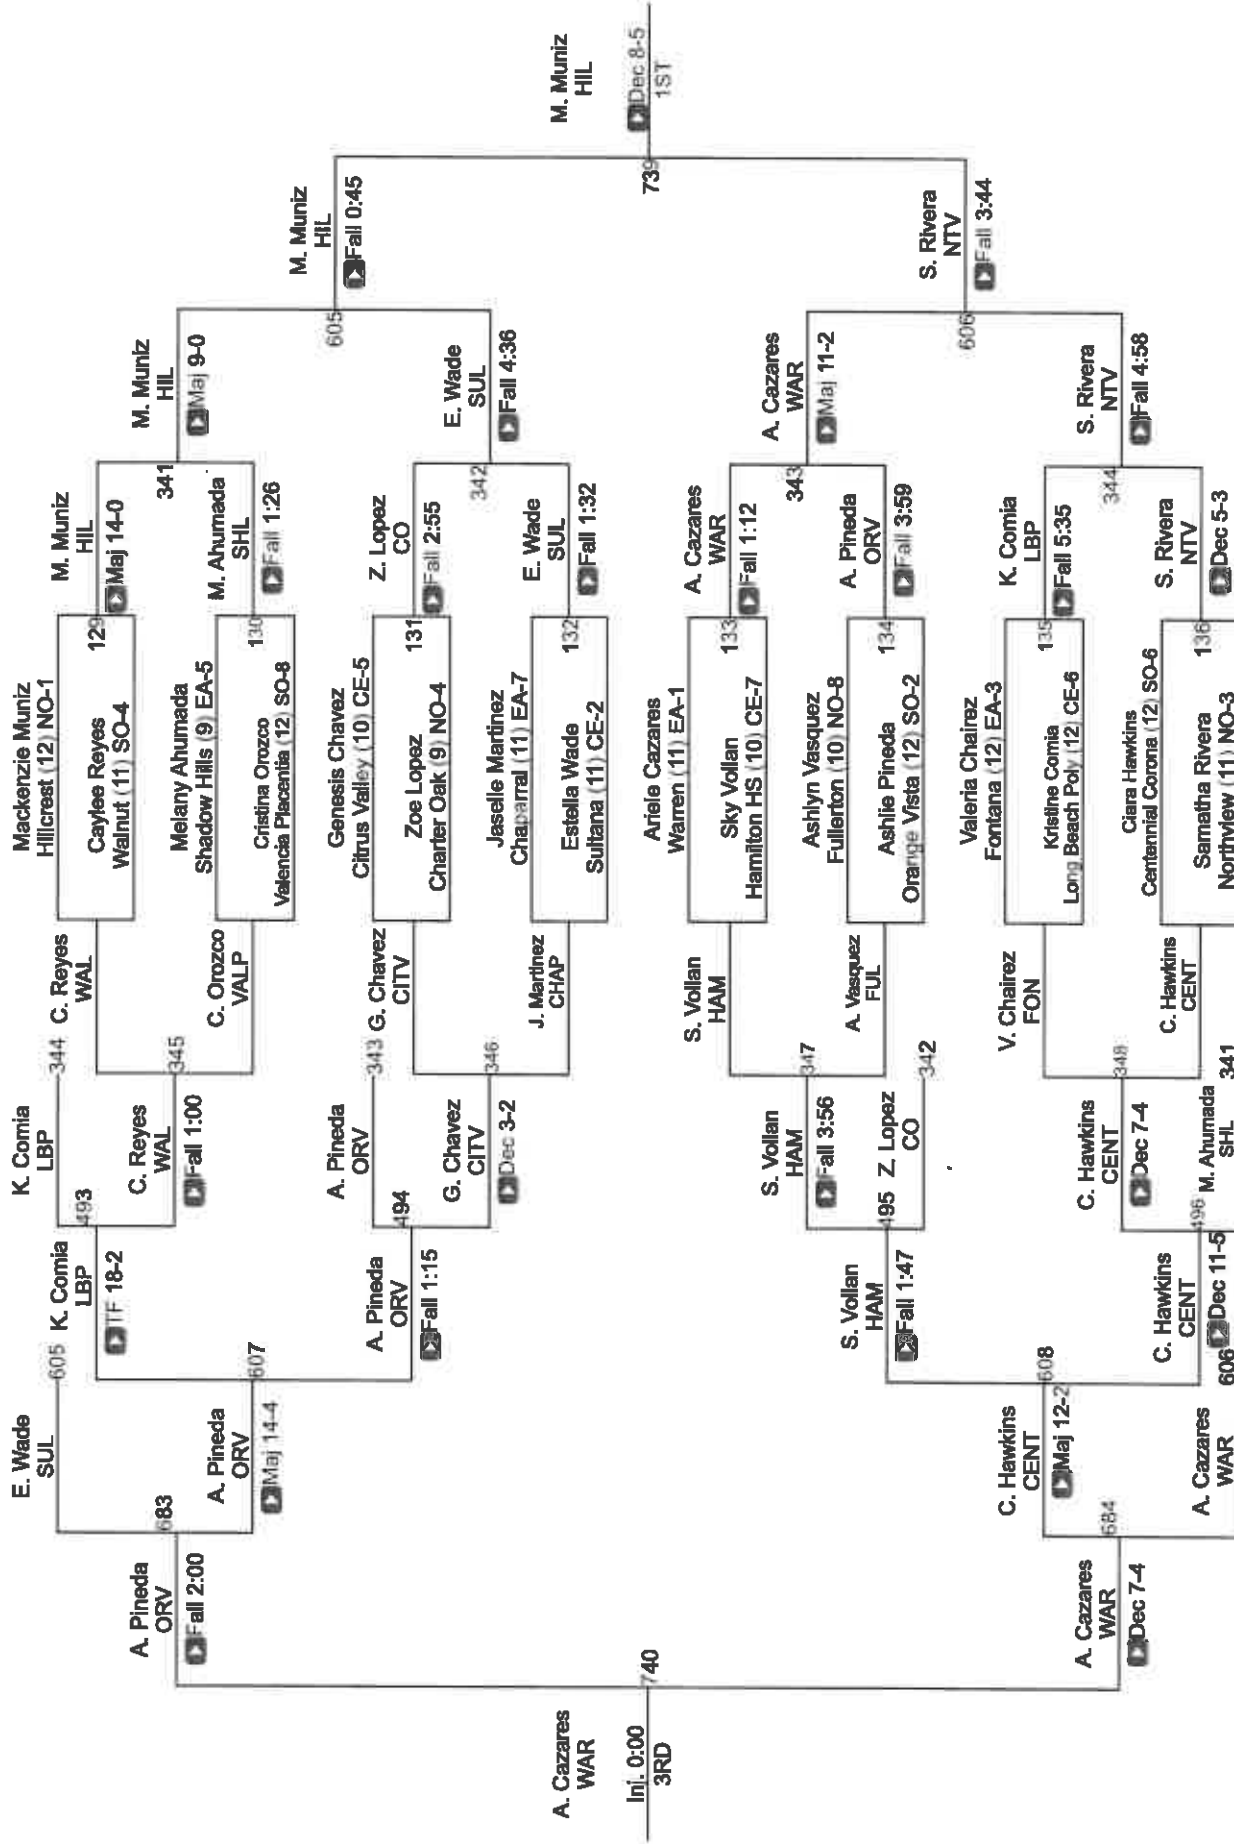 E. Wade
SUL
605
K. Comia
LBP
344
Mackenzie Muniz
Hillcrest (12) NO-1
C. Reyes
WAL
Caylee Reyes
Walnut (11) SO-4
129
M. Muniz
HIL
Maj 14-0
K. Comia
LBP
TF 18-2
493
C. Reyes
WAL
Fall 1:00
345
Melany Ahumada
Shadow Hills (9) EA-5
C. Orozco
VALP
Cristina Orozco
Valencia Placentia (12) SO-8
130
M. Ahumada
SHL
Fall 1:26
341
M. Muniz
HIL
Maj 9-0
A. Pineda
ORV
Fall 2:00
683
A. Pineda
ORV
Maj 14-4
607
A. Pineda
ORV
343
Genesis Chavez
Citrus Valley (10) CE-5
G. Chavez
CITV
Zoe Lopez
Charter Oak (9) NO-4
131
Z. Lopez
CO
Fall 2:55
605
M. Muniz
HIL
Fall 0:45
A. Pineda
ORV
Fall 1:15
494
G. Chavez
CITV
Dec 3-2
346
Jaselle Martinez
Chaparral (11) EA-7
J. Martinez
CHAP
Estella Wade
Sultana (11) CE-2
132
E. Wade
SUL
Fall 1:32
342
E. Wade
SUL
Fall 4:36
A. Cazares
WAR
Inj. 0:00
3RD
740
739
M. Muniz
HIL
Dec 8-5
1ST
Ariele Cazares
Warren (11) EA-1
S. Vollan
HAM
Sky Vollan
Hamilton HS (10) CE-7
133
A. Cazares
WAR
Fall 1:12
S. Vollan
HAM
Fall 3:56
347
Ashlyn Vasquez
Fullerton (10) NO-8
A. Vasquez
FUL
Ashlie Pineda
Orange Vista (12) SO-2
134
A. Pineda
ORV
Fall 3:59
343
A. Cazares
WAR
Maj 11-2
S. Vollan
HAM
Fall 1:47
495
Z. Lopez
CO
342
606
S. Rivera
NTV
Fall 3:44
Valeria Chairez
Fontana (12) EA-3
V. Chairez
FON
Kristine Comia
Long Beach Poly (12) CE-6
135
K. Comia
LBP
Fall 5:35
C. Hawkins
CENT
Maj 12-2
608
C. Hawkins
CENT
Dec 7-4
348
Ciara Hawkins
Centennial Corona (12) SO-6
C. Hawkins
CENT
Samatha Rivera
Northview (11) NO-3
136
S. Rivera
NTV
Dec 5-3
344
S. Rivera
NTV
Fall 4:58
A. Cazares
WAR
Dec 7-4
684
A. Cazares
WAR
606
C. Hawkins
CENT
Dec 11-5
496
M. Ahumada
SHL
341